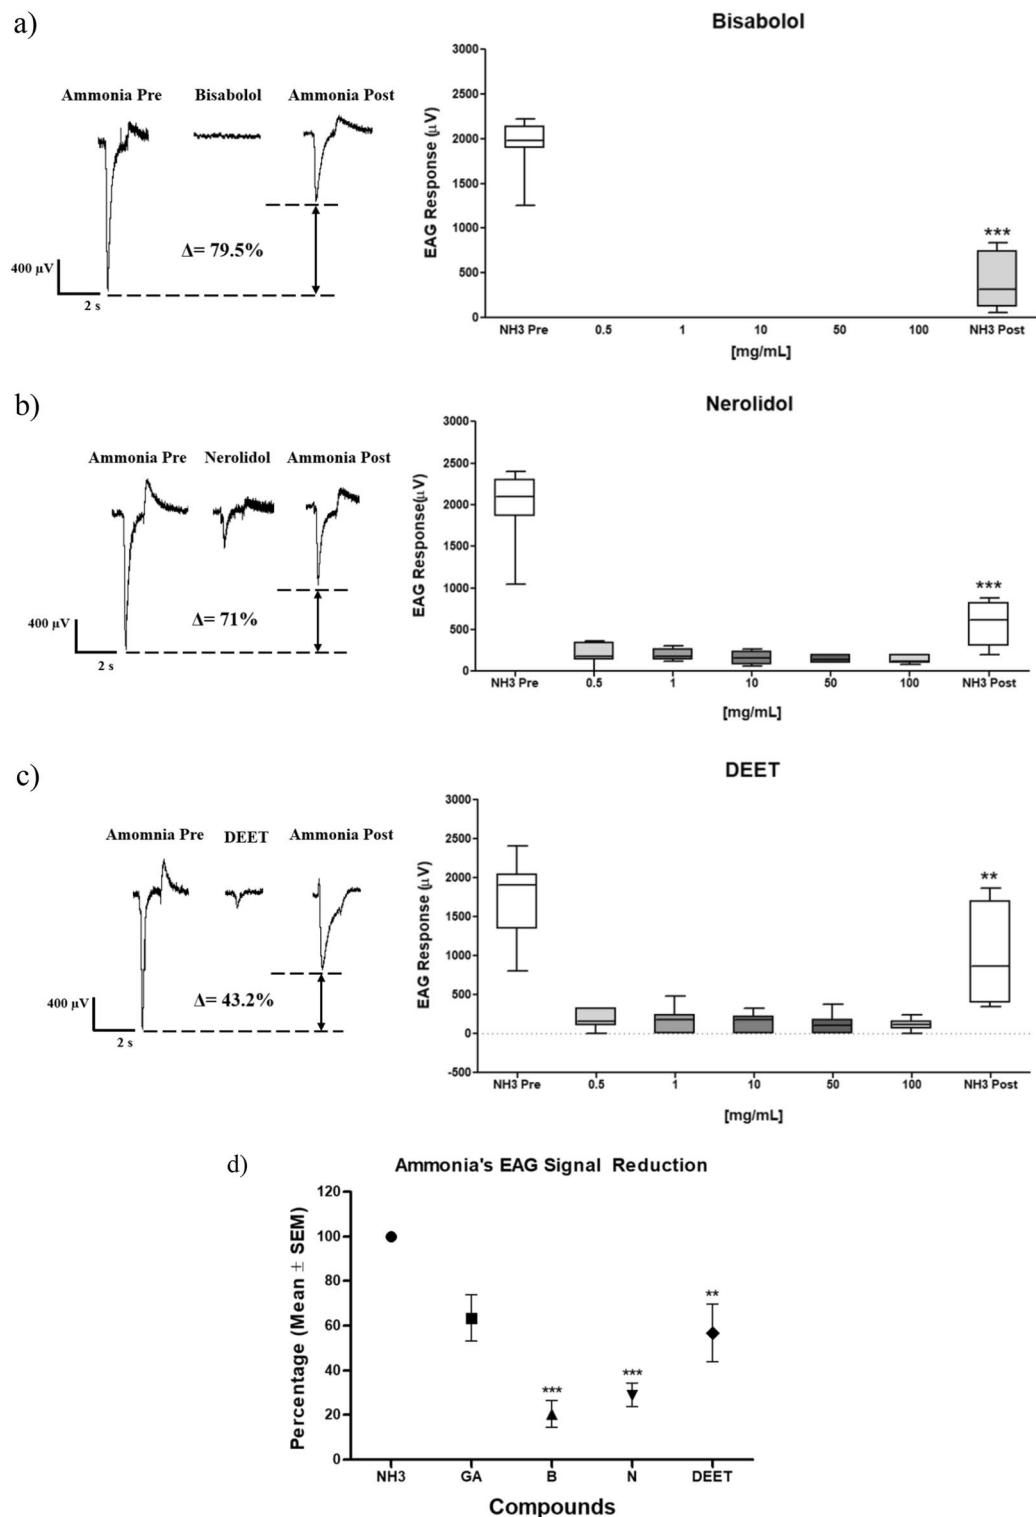 a)
Ammonia Pre Bisabolol Ammonia Post
Δ= 79.5%
400 µV
2 s
Bisabolol
EAG Response (µV)
3000
2500
2000
1500
1000
500
0
***
NH3 Pre 0.5 1 10 50 100 NH3 Post
[mg/mL]
b)
Ammonia Pre Nerolidol Ammonia Post
Δ= 71%
400 µV
2 s
Nerolidol
EAG Response(µV)
3000
2500
2000
1500
1000
500
0
***
NH3 Pre 0.5 1 10 50 100 NH3 Post
[mg/mL]
c)
Amomnia Pre DEET Ammonia Post
Δ= 43.2%
400 µV
2 s
DEET
EAG Response (µV)
3000
2500
2000
1500
1000
500
0
-500
**
NH3 Pre 0.5 1 10 50 100 NH3 Post
[mg/mL]
d)
Ammonia's EAG Signal Reduction
Percentage (Mean ± SEM)
120
100
80
60
40
20
0
***
***
**
NH3 GA B N DEET
Compounds